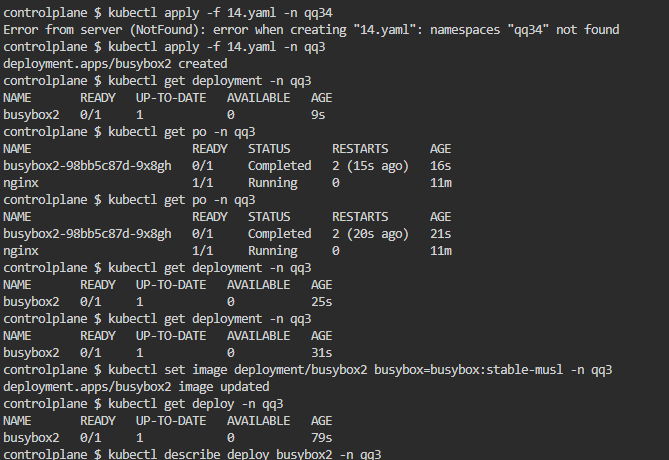 controlplane $ kubectl apply -f 14.yaml -n qq34
Error from server (NotFound): error when creating "14.yaml": namespaces "qq34" not found
controlplane $ kubectl apply -f 14.yaml -n qq3
deployment.apps/busybox2 created
controlplane $ kubectl get deployment -n qq3
NAME       READY   UP-TO-DATE   AVAILABLE   AGE
busybox2   0/1     1            0           9s
controlplane $ kubectl get po -n qq3
NAME                       READY   STATUS      RESTARTS      AGE
busybox2-98bb5c87d-9x8gh   0/1     Completed   2 (15s ago)   16s
nginx                      1/1     Running     0             11m
controlplane $ kubectl get po -n qq3
NAME                       READY   STATUS      RESTARTS      AGE
busybox2-98bb5c87d-9x8gh   0/1     Completed   2 (20s ago)   21s
nginx                      1/1     Running     0             11m
controlplane $ kubectl get deployment -n qq3
NAME       READY   UP-TO-DATE   AVAILABLE   AGE
busybox2   0/1     1            0           25s
controlplane $ kubectl get deployment -n qq3
NAME       READY   UP-TO-DATE   AVAILABLE   AGE
busybox2   0/1     1            0           31s
controlplane $ kubectl set image deployment/busybox2 busybox=busybox:stable-musl -n qq3
deployment.apps/busybox2 image updated
controlplane $ kubectl get deploy -n qq3
NAME       READY   UP-TO-DATE   AVAILABLE   AGE
busybox2   0/1     1            0           79s
controlplane $ kubectl describe deploy busybox2 -n qq3